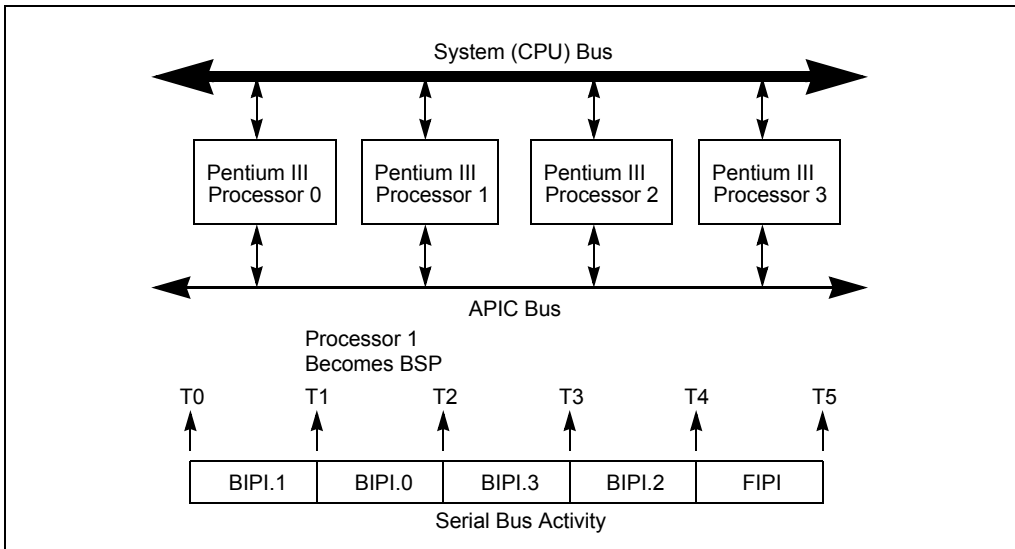 System (CPU) Bus
Pentium III
Processor 0
Pentium III
Processor 1
Pentium III
Processor 2
Pentium III
Processor 3
APIC Bus
Processor 1
Becomes BSP
T0 T1 T2 T3 T4 T5
BIPI.1 BIPI.0 BIPI.3 BIPI.2 FIPI
Serial Bus Activity